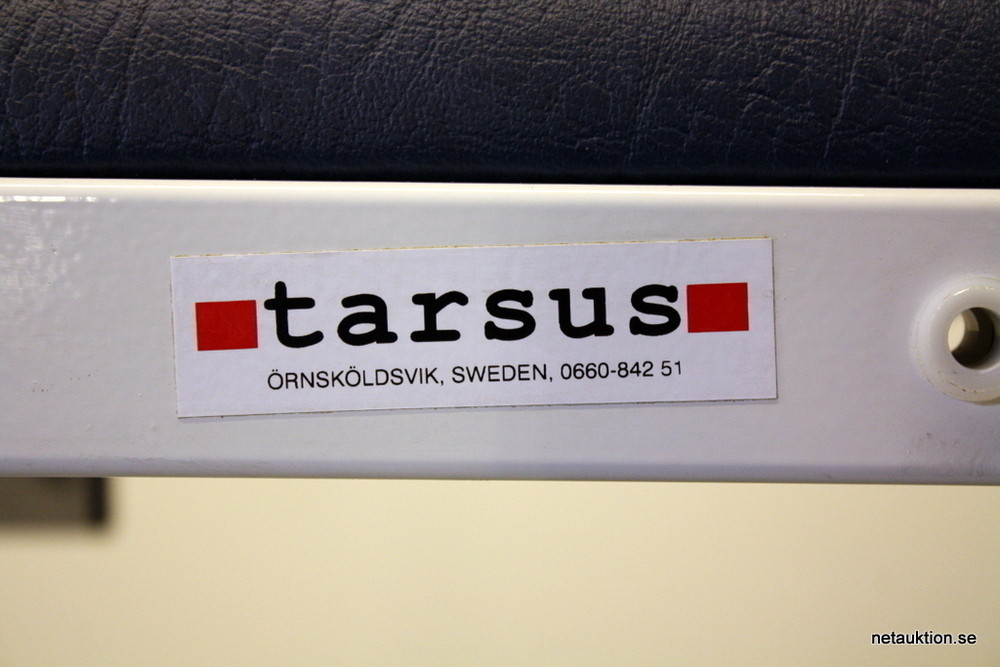 tarsus
ÖRNSKÖLDSVIK, SWEDEN, 0660-842 51
netauktion.se